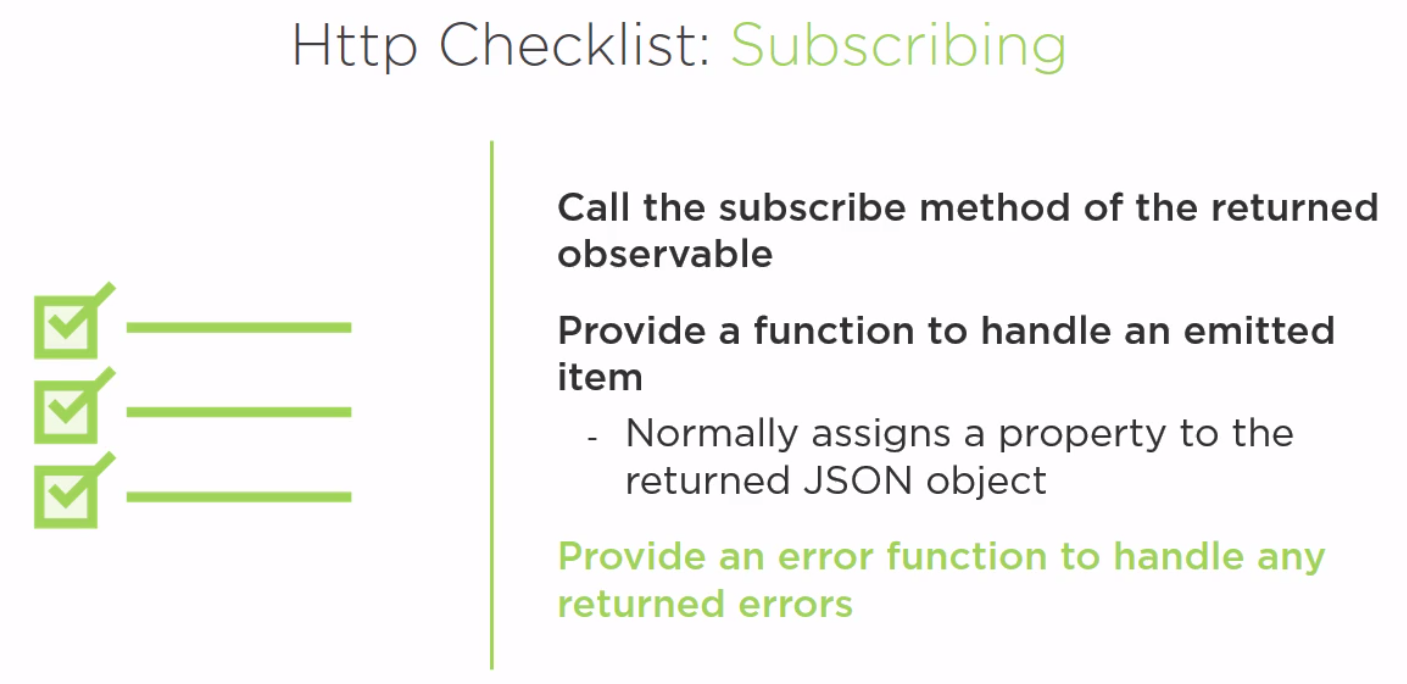 Http Checklist: Subscribing
Call the subscribe method of the returned
observable
Provide a function to handle an emitted
item
- Normally assigns a property to the
returned JSON object
Provide an error function to handle any
returned errors